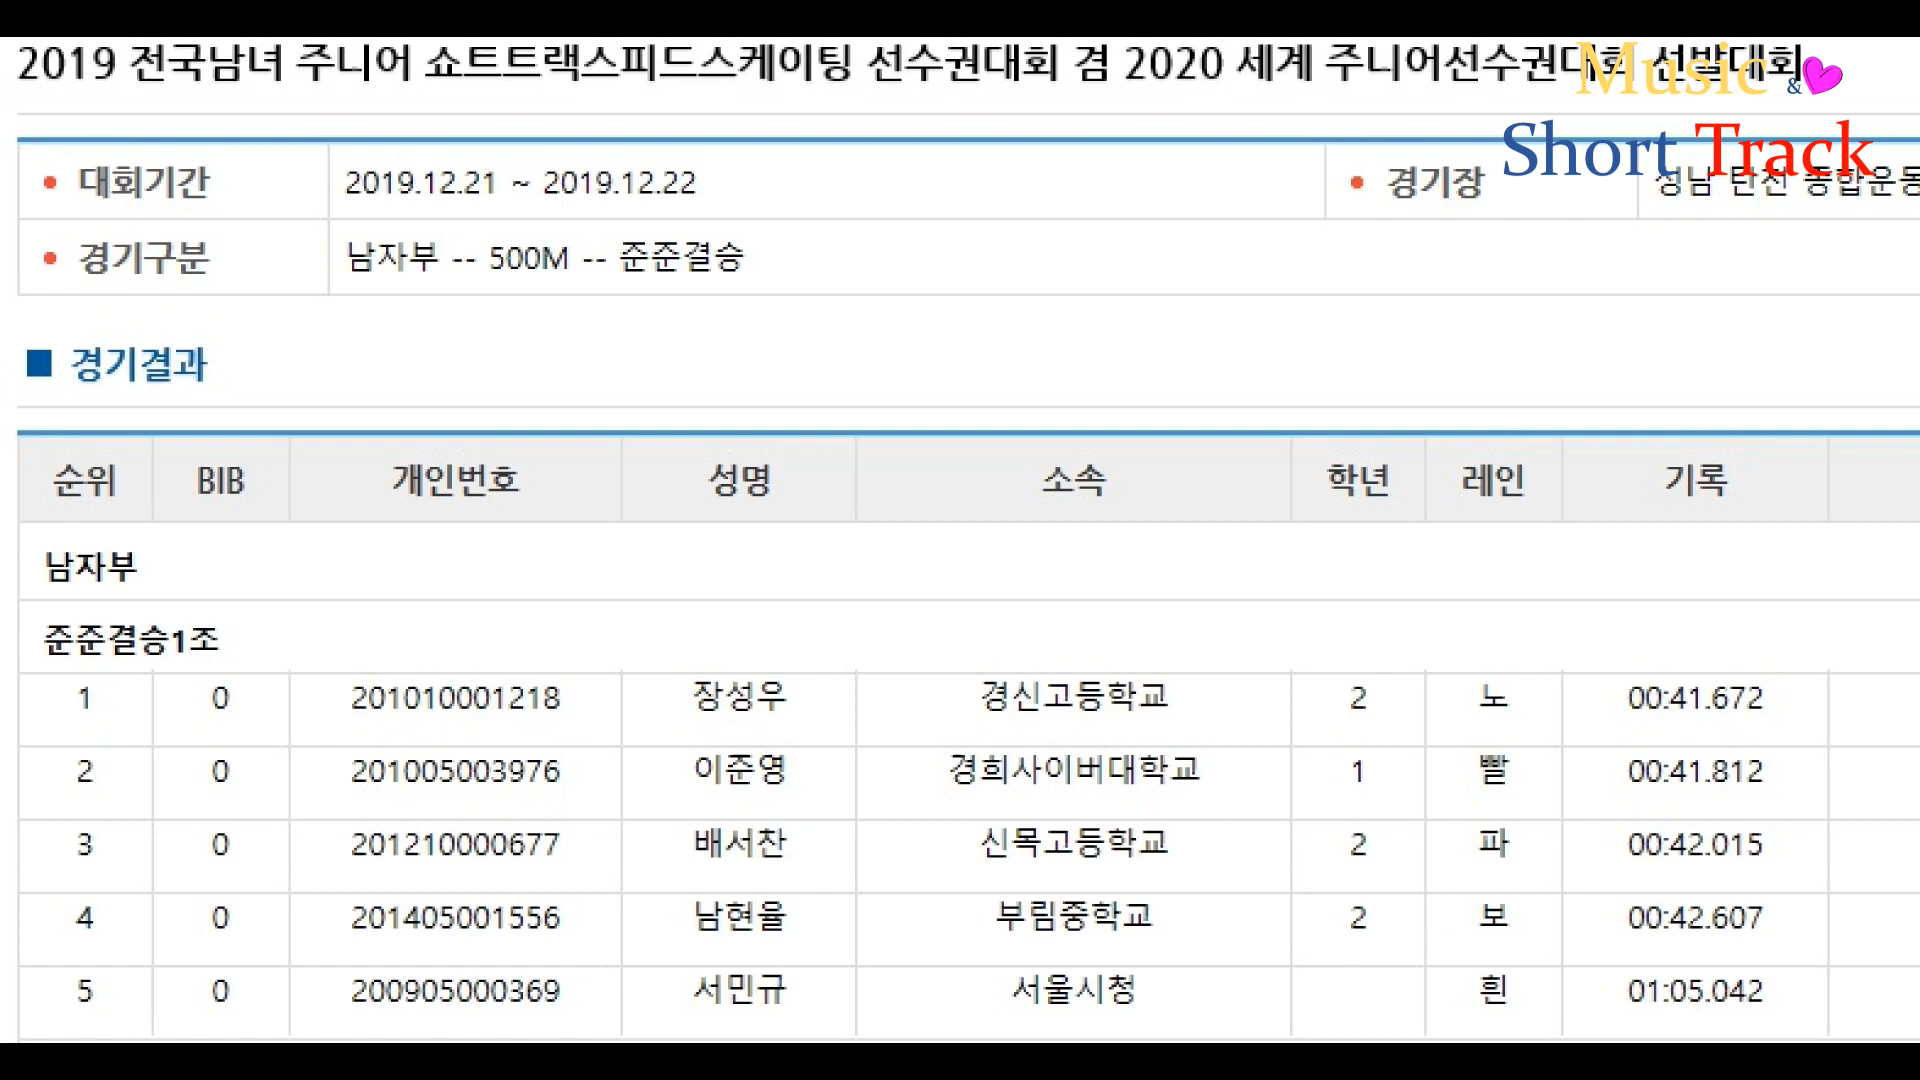 2019 전국남녀 주니어 쇼트트랙스피드스케이팅 선수권대회 겸 2020 세계 주니어선수권대회 선발대회
Music &
Short Track
대회기간 2019.12.21 ~ 2019.12.22 경기장 성남 탄천 종합운동
경기구분 남자부 -- 500M -- 준준결승
경기결과
순위 BIB 개인번호 성명 소속 학년 레인 기록
남자부
준준결승1조
1 0 201010001218 장성우 경신고등학교 2 노 00:41.672
2 0 201005003976 이준영 경희사이버대학교 1 빨 00:41.812
3 0 201210000677 배서찬 신목고등학교 2 파 00:42.015
4 0 201405001556 남현율 부림중학교 2 보 00:42.607
5 0 200905000369 서민규 서울시청 흰 01:05.042